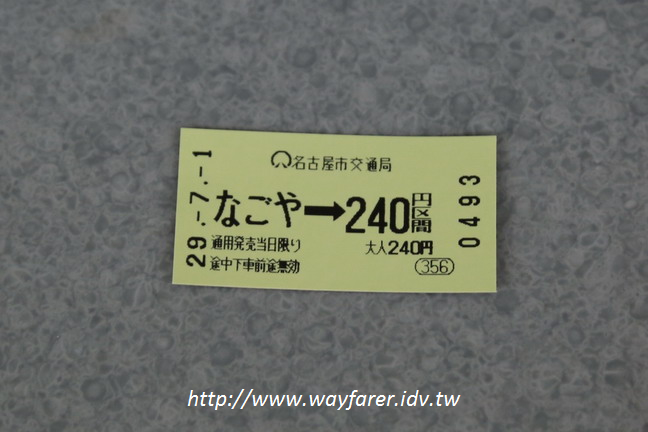 名古屋市交通局
なごや→240円区間
通用発売当日限り 大人240円
途中下車前途無効 356
29.-7.-1
0493
http://www.wayfarer.idv.tw